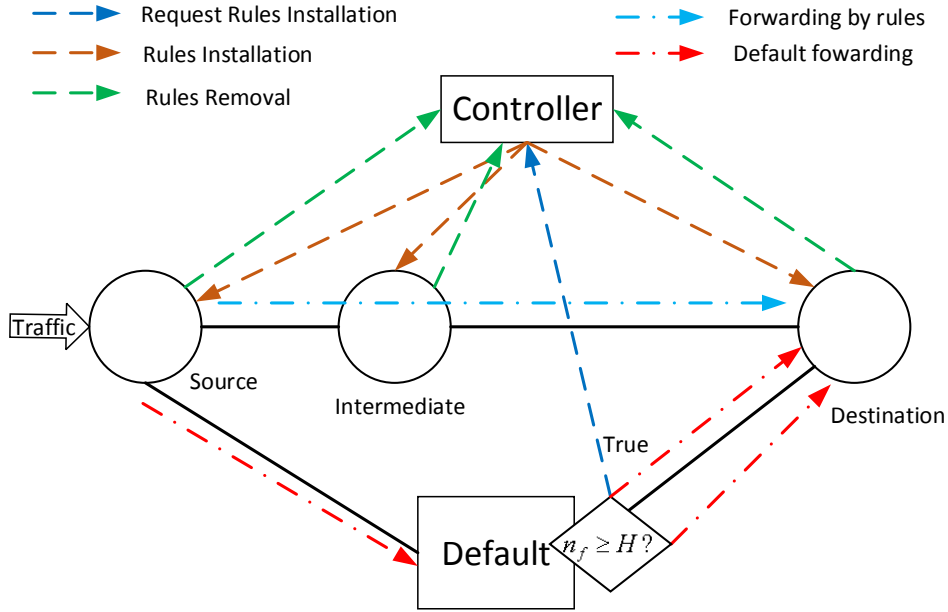 Request Rules Installation
Forwarding by rules
Rules Installation
Default fowarding
Rules Removal
Controller
Traffic
Source
Intermediate
Destination
True
Default
n_f ≥ H?